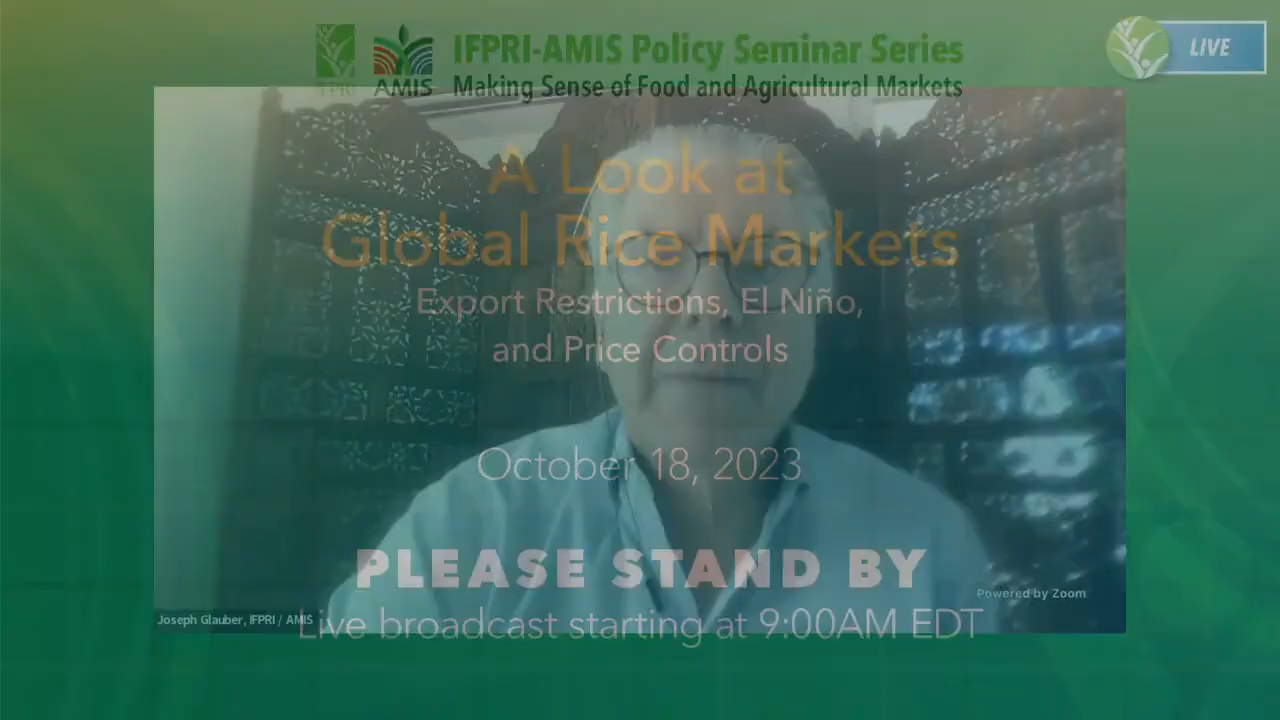 IFPRI-AMIS Policy Seminar Series
Making Sense of Food and Agricultural Markets
IFPRI
AMIS
LIVE
A Look at
Global Rice Markets
Export Restrictions, El Niño,
and Price Controls
October 18, 2023
PLEASE STAND BY
Powered by Zoom
Joseph Glauber, IFPRI / AMIS
Live broadcast starting at 9:00AM EDT